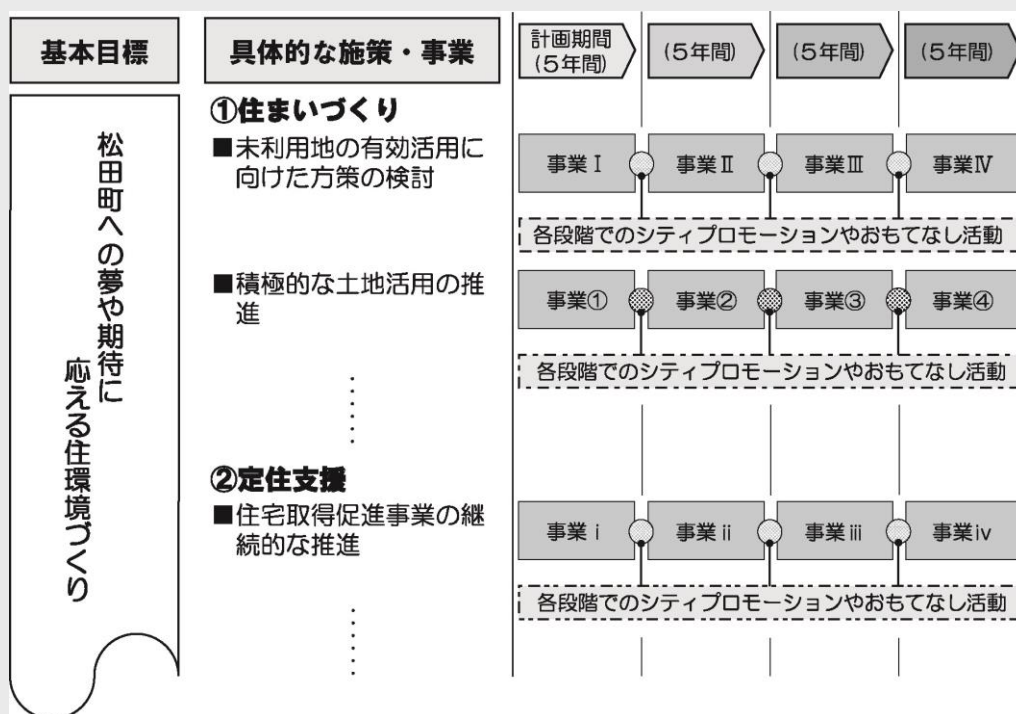 基本目標
具体的な施策・事業
計画期間
(5年間)
(5年間)
(5年間)
(5年間)
松田町への夢や期待に
応える住環境づくり
①住まいづくり
■未利用地の有効活用に
向けた方策の検討
事業Ⅰ
事業Ⅱ
事業Ⅲ
事業Ⅳ
各段階でのシティプロモーションやおもてなし活動
■積極的な土地活用の推
進
事業①
事業②
事業③
事業④
各段階でのシティプロモーションやおもてなし活動
②定住支援
■住宅取得促進事業の継
続的な推進
事業ⅰ
事業ⅱ
事業ⅲ
事業ⅳ
各段階でのシティプロモーションやおもてなし活動